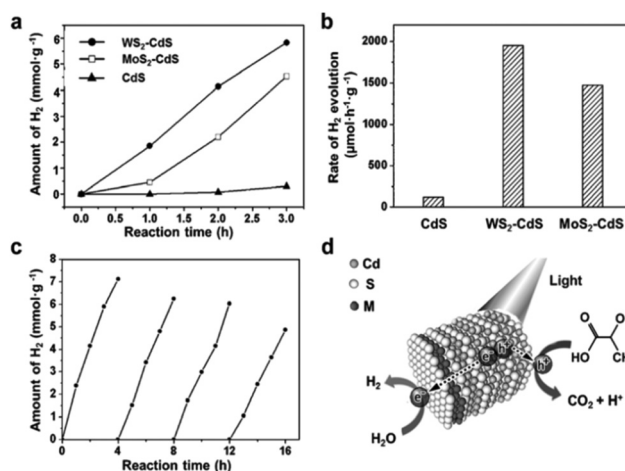 a
Amount of H₂ (mmol·g⁻¹)
6
5
4
3
2
1
0
WS₂-CdS
MoS₂-CdS
CdS
0.0 0.5 1.0 1.5 2.0 2.5 3.0
Reaction time (h)
b
Rate of H₂ evolution
(μmol·h⁻¹·g⁻¹)
2000
1500
1000
500
0
CdS WS₂-CdS MoS₂-CdS
c
Amount of H₂ (mmol·g⁻¹)
8
7
6
5
4
3
2
1
0
0 4 8 12 16
Reaction time (h)
d
Cd
S
M
Light
e⁻ h⁺
h⁺
e⁻
H₂
H₂O
O
O
HO
CH
CO₂ + H⁺